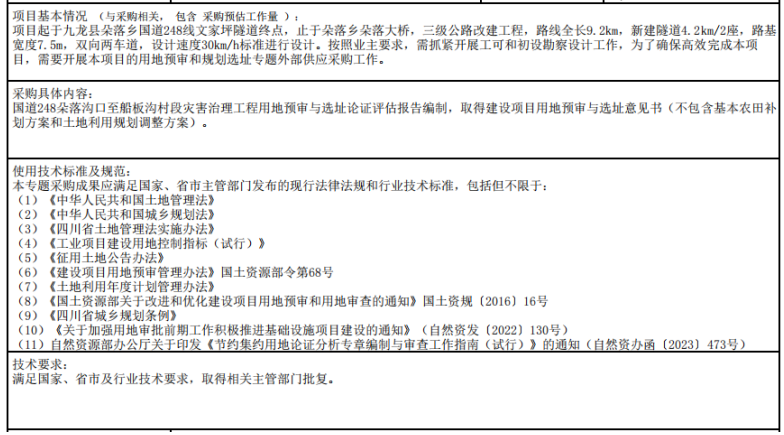 项目基本情况 （与采购相关， 包含 采购预估工作量 ）；
项目起于九龙县朵落乡国道248线文家坪隧道终点，止于朵落乡朵落大桥，三级公路改建工程，路线全长9.2km，新建隧道4.2km/2座，路基
宽度7.5m，双向两车道，设计速度30km/h标准进行设计。按照业主要求，需抓紧开展工可和初设勘察设计工作，为了确保高效完成本项
目，需要开展本项目的用地预审和规划选址专题外部供应采购工作。
采购具体内容：
国道248朵落沟口至船板沟村段灾害治理工程用地预审与选址论证评估报告编制，取得建设项目用地预审与选址意见书（不包含基本农田补
划方案和土地利用规划调整方案）。
使用技术标准及规范：
本专题采购成果应满足国家、省市主管部门发布的现行法律法规和行业技术标准，包括但不限于：
（1）《中华人民共和国土地管理法》
（2）《中华人民共和国城乡规划法》
（3）《四川省土地管理法实施办法》
（4）《工业项目建设用地控制指标（试行）》
（5）《征用土地公告办法》
（6）《建设项目用地预审管理办法》国土资源部令第68号
（7）《土地利用年度计划管理办法》
（8）《国土资源部关于改进和优化建设项目用地预审和用地审查的通知》国土资规〔2016〕16号
（9）《四川省城乡规划条例》
（10）《关于加强用地审批前期工作积极推进基础设施项目建设的通知》（自然资发〔2022〕130号）
（11）自然资源部办公厅关于印发《节约集约用地论证分析专章编制与审查工作指南（试行）》的通知（自然资办函〔2023〕473号）
技术要求：
满足国家、省市及行业技术要求，取得相关主管部门批复。